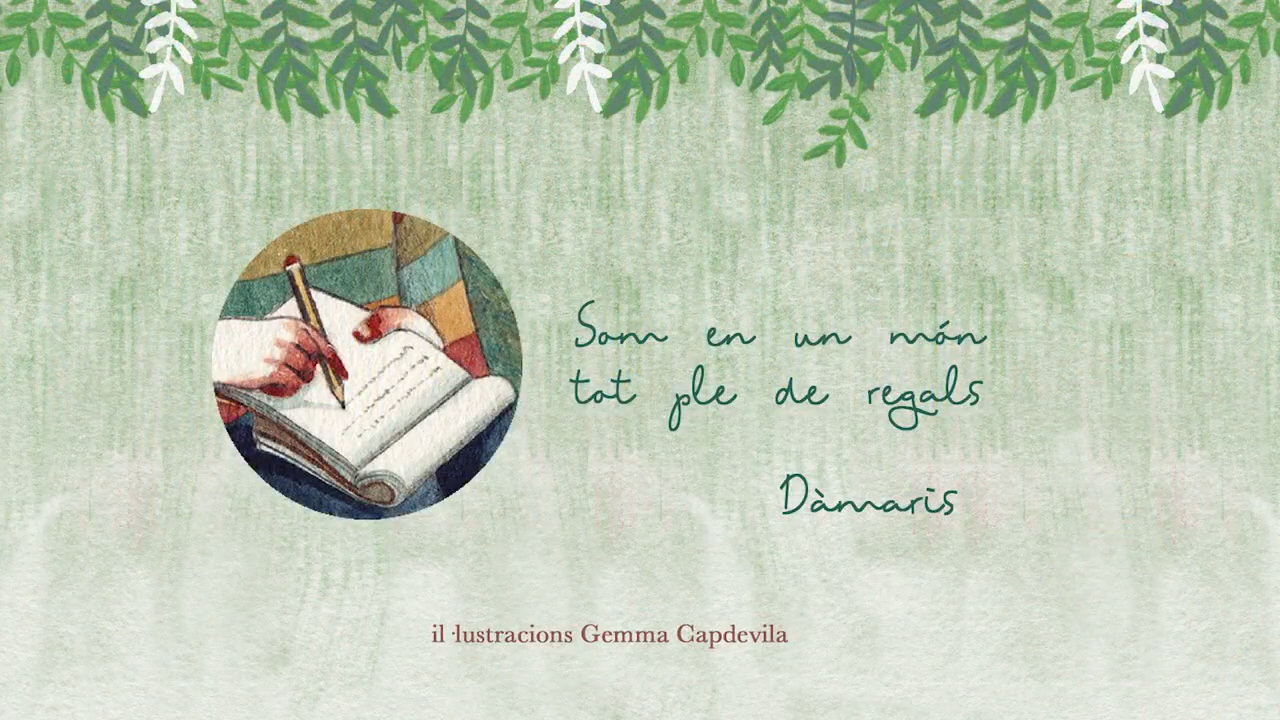 Som en un món
tot ple de regals
Dàmaris
il·lustracions Gemma Capdevila